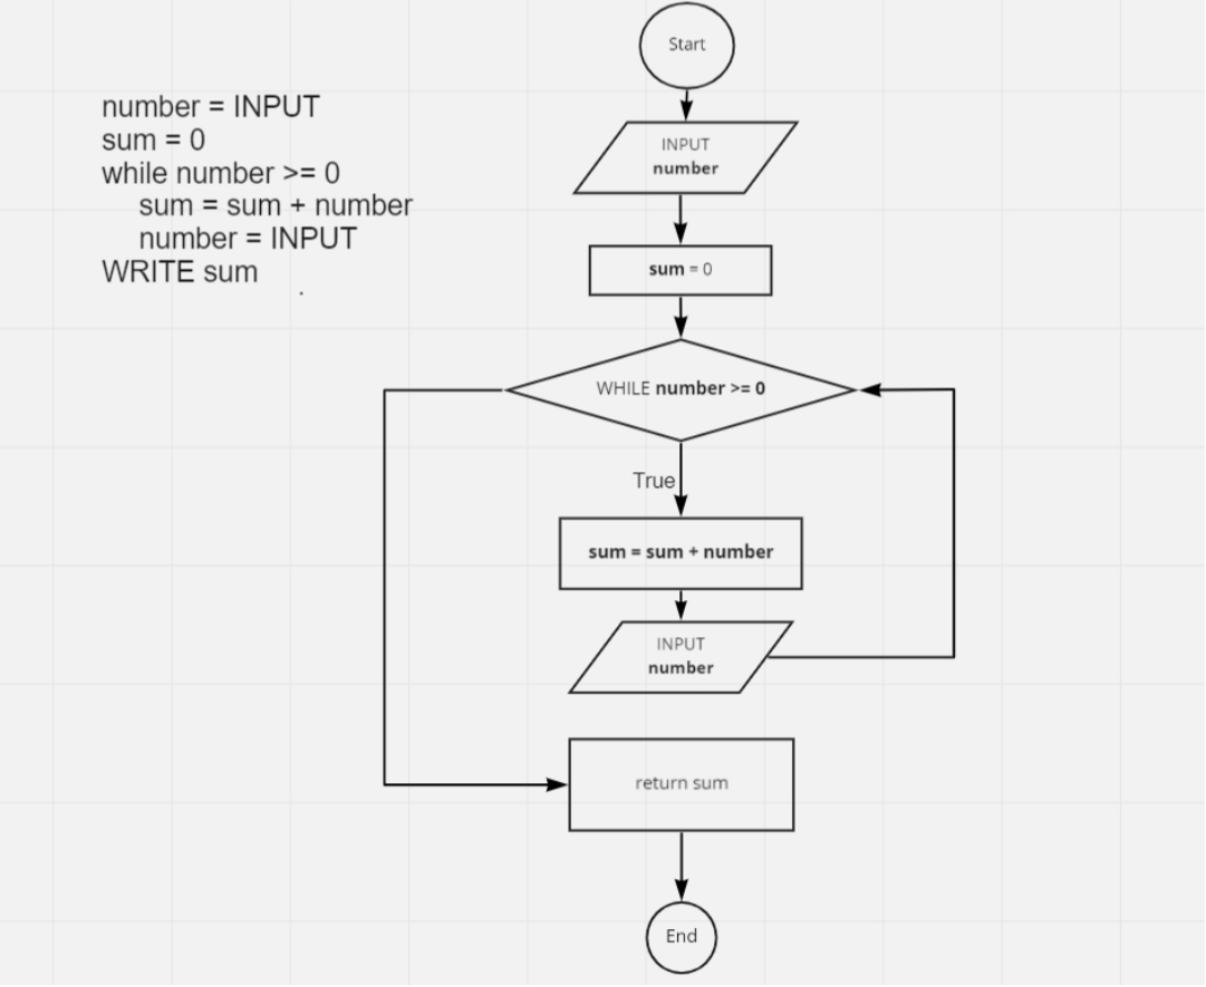 Start
number = INPUT
sum = 0
while number >= 0
sum = sum + number
number = INPUT
WRITE sum
.
INPUT
number
sum = 0
WHILE number >= 0
True
sum = sum + number
INPUT
number
return sum
End